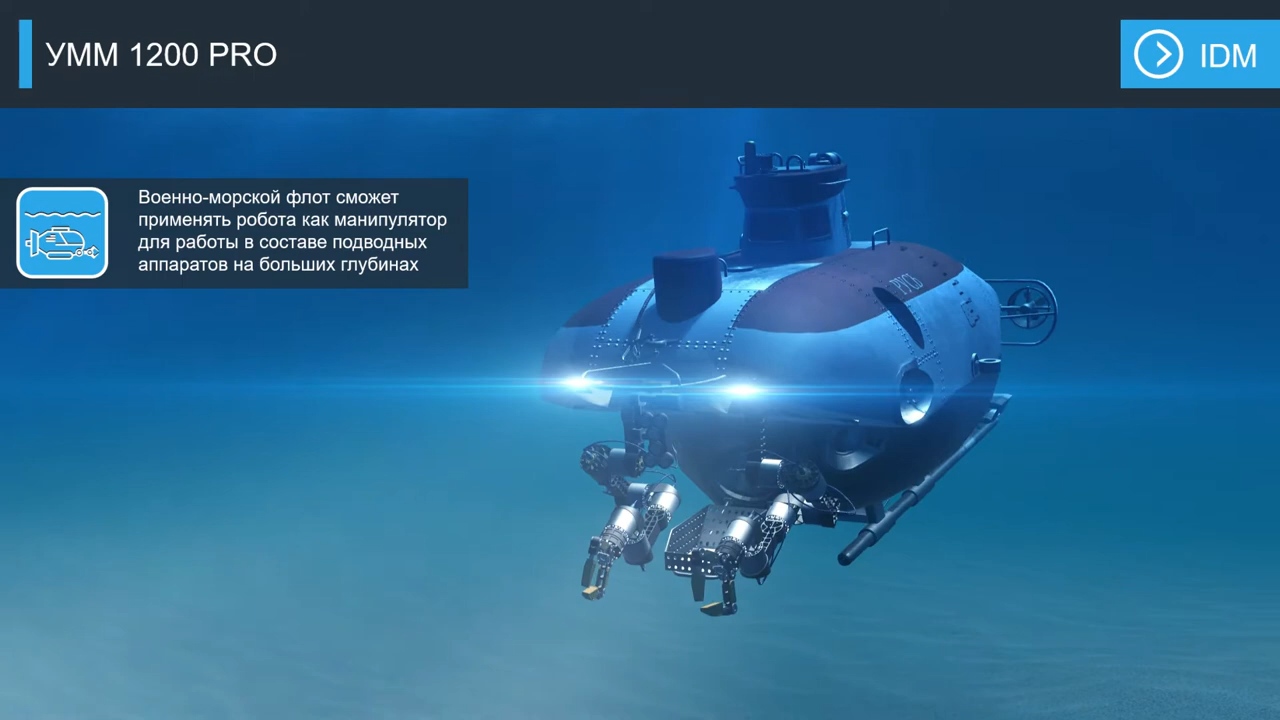 УММ 1200 PRO
IDM
Военно-морской флот сможет
применять робота как манипулятор
для работы в составе подводных
аппаратов на больших глубинах